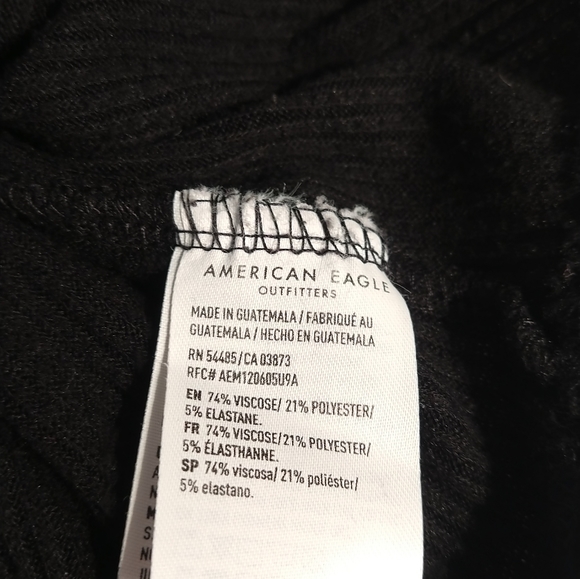 AMERICAN EAGLE
OUTFITTERS
MADE IN GUATEMALA / FABRIQUÉ AU
GUATEMALA / HECHO EN GUATEMALA
RN 54485/CA 03873
RFC# AEM120605U9A
EN 74% VISCOSE/ 21% POLYESTER/
5% ELASTANE.
FR 74% VISCOSE/21% POLYESTER/
5% ÉLASTHANNE.
SP 74% viscosa/ 21% poliéster/
5% elastano.